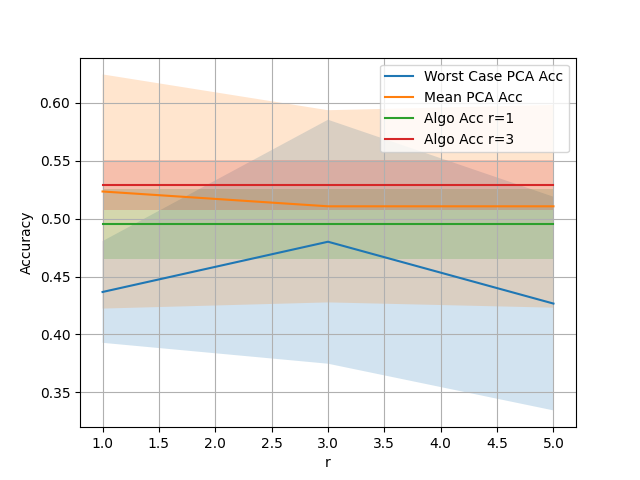 Worst Case PCA Acc
Mean PCA Acc
Algo Acc r=1
Algo Acc r=3
0.60
0.55
0.50
0.45
0.40
0.35
Accuracy
1.0 1.5 2.0 2.5 3.0 3.5 4.0 4.5 5.0
r